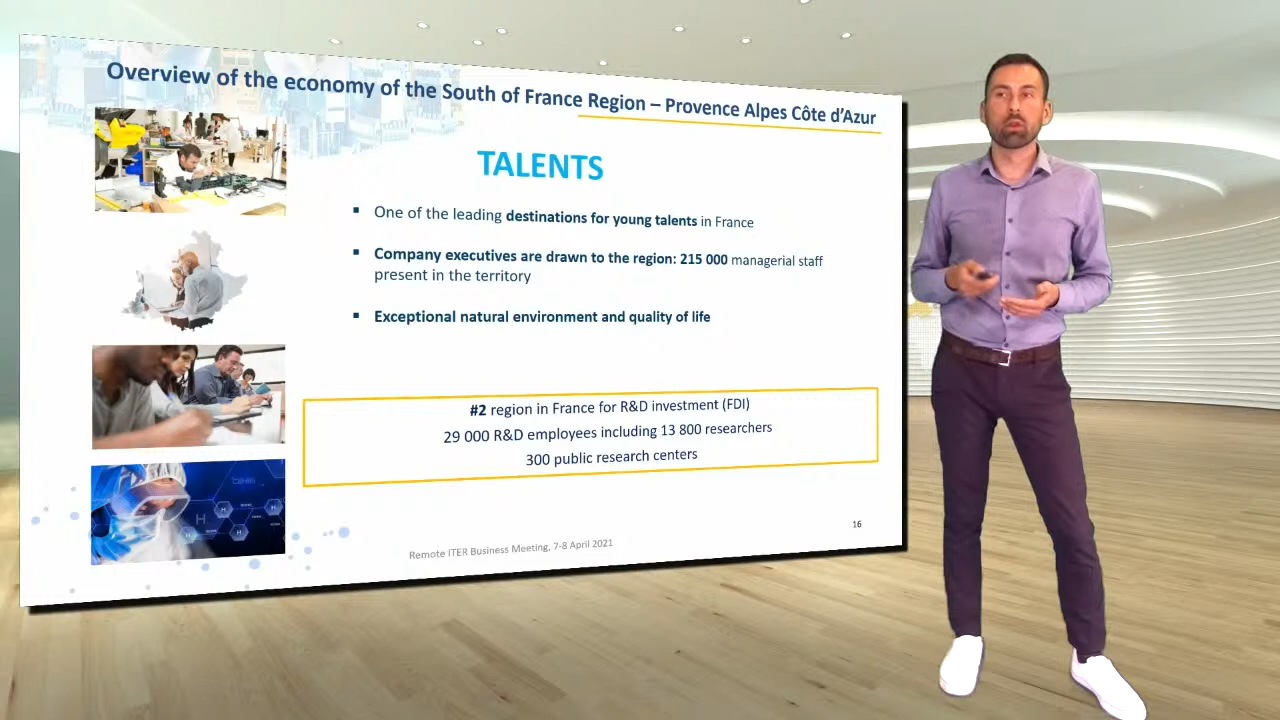 Overview of the economy of the South of France Region – Provence Alpes Côte d'Azur
TALENTS
▪ One of the leading destinations for young talents in France
▪ Company executives are drawn to the region: 215 000 managerial staff
present in the territory
▪ Exceptional natural environment and quality of life
#2 region in France for R&D investment (FDI)
29 000 R&D employees including 13 800 researchers
300 public research centers
16
Remote ITER Business Meeting, 7-8 April 2021
H
H
H
H